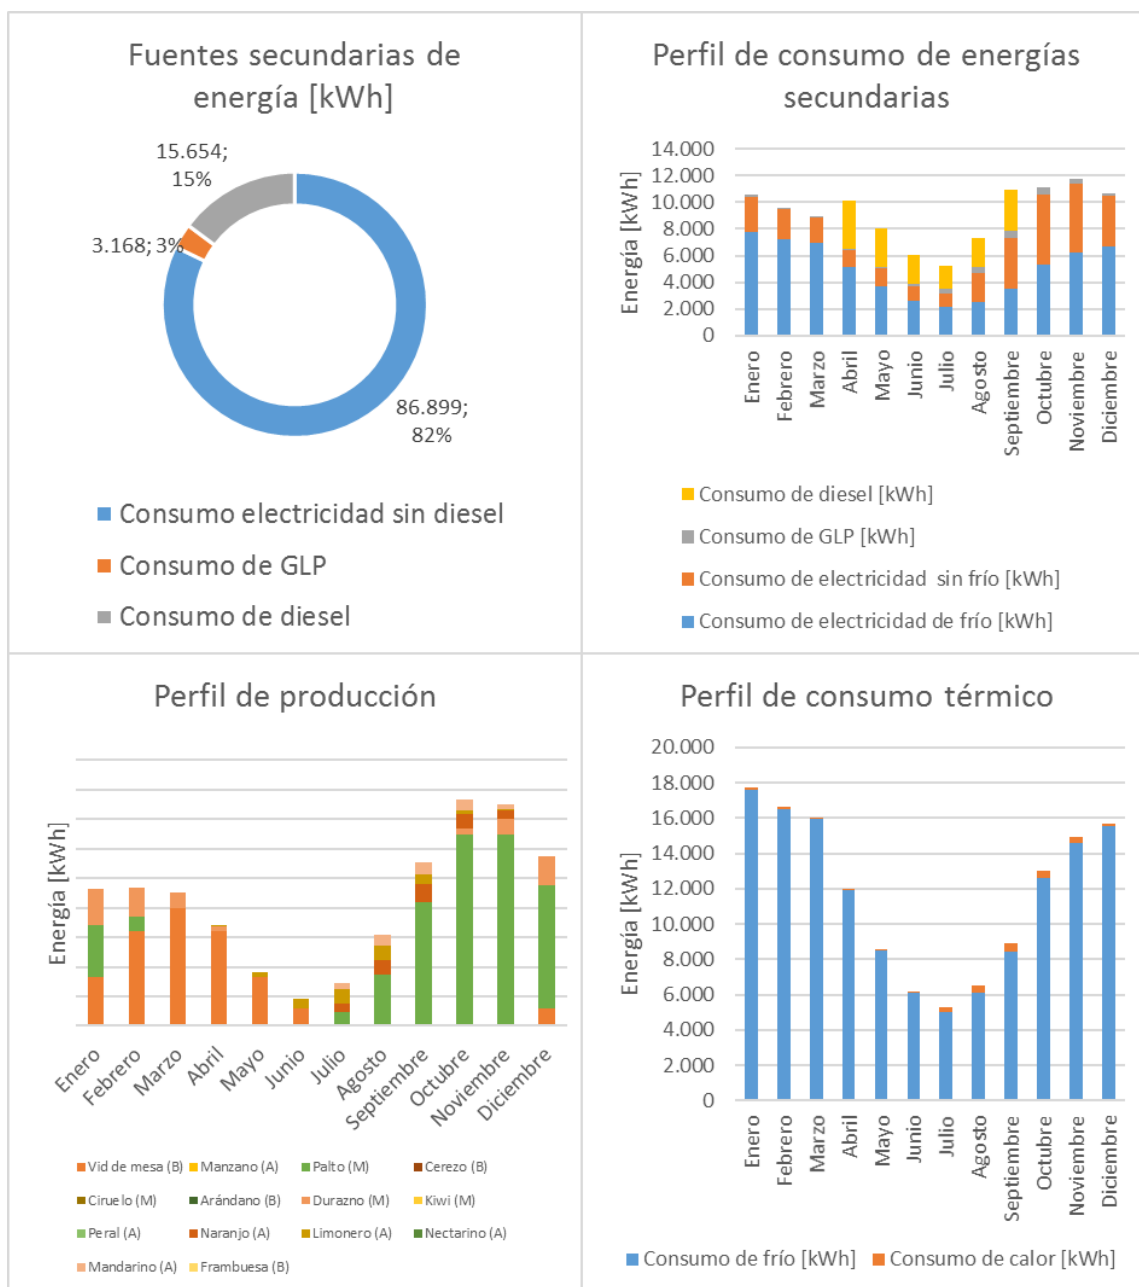 Fuentes secundarias de
energía [kWh]
15.654;
15%
3.168; 3%
86.899;
82%
Consumo electricidad sin diesel
Consumo de GLP
Consumo de diesel
Perfil de consumo de energías
secundarias
Energía [kWh]
14.000
12.000
10.000
8.000
6.000
4.000
2.000
0
Enero
Febrero
Marzo
Abril
Mayo
Junio
Julio
Agosto
Septiembre
Octubre
Noviembre
Diciembre
Consumo de diesel [kWh]
Consumo de GLP [kWh]
Consumo de electricidad sin frío [kWh]
Consumo de electricidad de frío [kWh]
Perfil de producción
Energía [kWh]
Enero
Febrero
Marzo
Abril
Mayo
Junio
Julio
Agosto
Septiembre
Octubre
Noviembre
Diciembre
Vid de mesa (B) Manzano (A) Palto (M) Cerezo (B)
Ciruelo (M) Arándano (B) Durazno (M) Kiwi (M)
Peral (A) Naranjo (A) Limonero (A) Nectarino (A)
Mandarino (A) Frambuesa (B)
Perfil de consumo térmico
Energía [kWh]
20.000
18.000
16.000
14.000
12.000
10.000
8.000
6.000
4.000
2.000
0
Enero
Febrero
Marzo
Abril
Mayo
Junio
Julio
Agosto
Septiembre
Octubre
Noviembre
Diciembre
Consumo de frío [kWh] Consumo de calor [kWh]